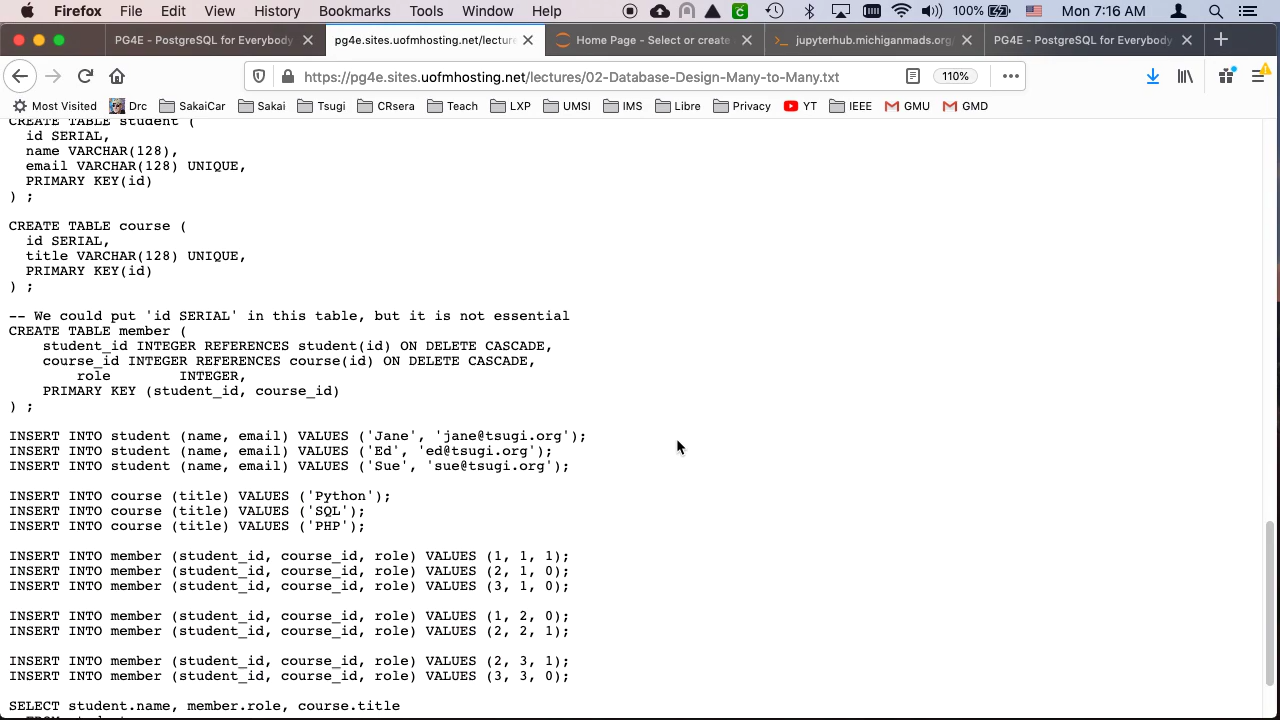 Firefox File Edit View History Bookmarks Tools Window Help 100% Mon 7:16 AM
PG4E - PostgreSQL for Everybody
pg4e.sites.uofmhosting.net/lecture
Home Page - Select or create
jupyterhub.michiganmads.org
PG4E - PostgreSQL for Everybody
https://pg4e.sites.uofmhosting.net/lectures/02-Database-Design-Many-to-Many.txt 110%
Most Visited Drc SakaiCar Sakai Tsugi CRsera Teach LXP UMSI IMS Libre Privacy YT IEEE GMU GMD
CREATE TABLE student (
  id SERIAL,
  name VARCHAR(128),
  email VARCHAR(128) UNIQUE,
  PRIMARY KEY(id)
) ;
CREATE TABLE course (
  id SERIAL,
  title VARCHAR(128) UNIQUE,
  PRIMARY KEY(id)
) ;
-- We could put 'id SERIAL' in this table, but it is not essential
CREATE TABLE member (
    student_id INTEGER REFERENCES student(id) ON DELETE CASCADE,
    course_id INTEGER REFERENCES course(id) ON DELETE CASCADE,
        role        INTEGER,
    PRIMARY KEY (student_id, course_id)
) ;
INSERT INTO student (name, email) VALUES ('Jane', 'jane@tsugi.org');
INSERT INTO student (name, email) VALUES ('Ed', 'ed@tsugi.org');
INSERT INTO student (name, email) VALUES ('Sue', 'sue@tsugi.org');
INSERT INTO course (title) VALUES ('Python');
INSERT INTO course (title) VALUES ('SQL');
INSERT INTO course (title) VALUES ('PHP');
INSERT INTO member (student_id, course_id, role) VALUES (1, 1, 1);
INSERT INTO member (student_id, course_id, role) VALUES (2, 1, 0);
INSERT INTO member (student_id, course_id, role) VALUES (3, 1, 0);
INSERT INTO member (student_id, course_id, role) VALUES (1, 2, 0);
INSERT INTO member (student_id, course_id, role) VALUES (2, 2, 1);
INSERT INTO member (student_id, course_id, role) VALUES (2, 3, 1);
INSERT INTO member (student_id, course_id, role) VALUES (3, 3, 0);
SELECT student.name, member.role, course.title